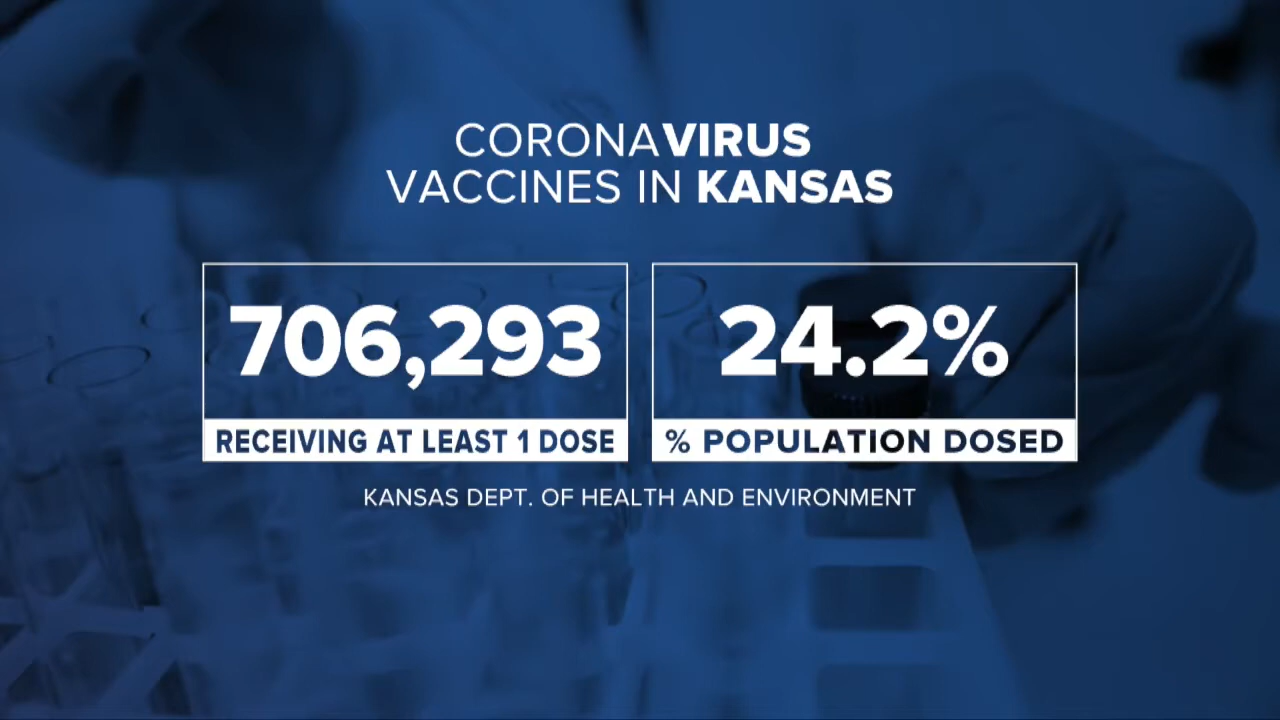 CORONAVIRUS
VACCINES IN KANSAS
706,293
RECEIVING AT LEAST 1 DOSE
24.2%
% POPULATION DOSED
KANSAS DEPT. OF HEALTH AND ENVIRONMENT